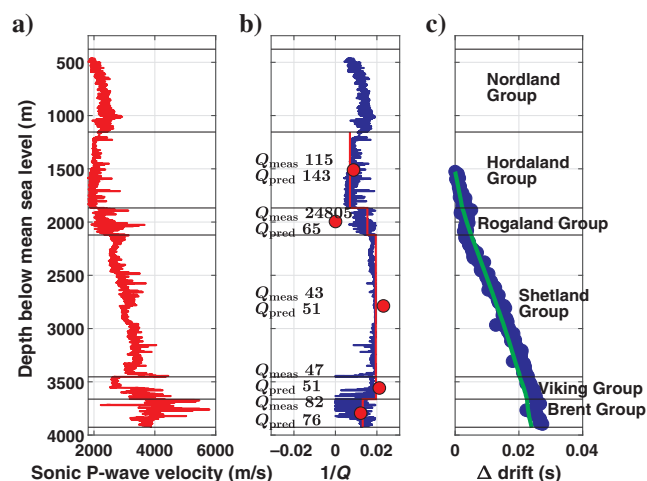 a)
b)
c)
Depth below mean sea level (m)
500
1000
1500
2000
2500
3000
3500
4000
2000 4000 6000
Sonic P-wave velocity (m/s)
Qmeas 115
Qpred 143
Qmeas 24805
Qpred 65
Qmeas 43
Qpred 51
Qmeas 47
Qpred 51
Qmeas 82
Qpred 76
−0.02 0 0.02
1/Q
Nordland
Group
Hordaland
Group
Rogaland Group
Shetland
Group
Viking Group
Brent Group
0 0.02 0.04
Δ drift (s)